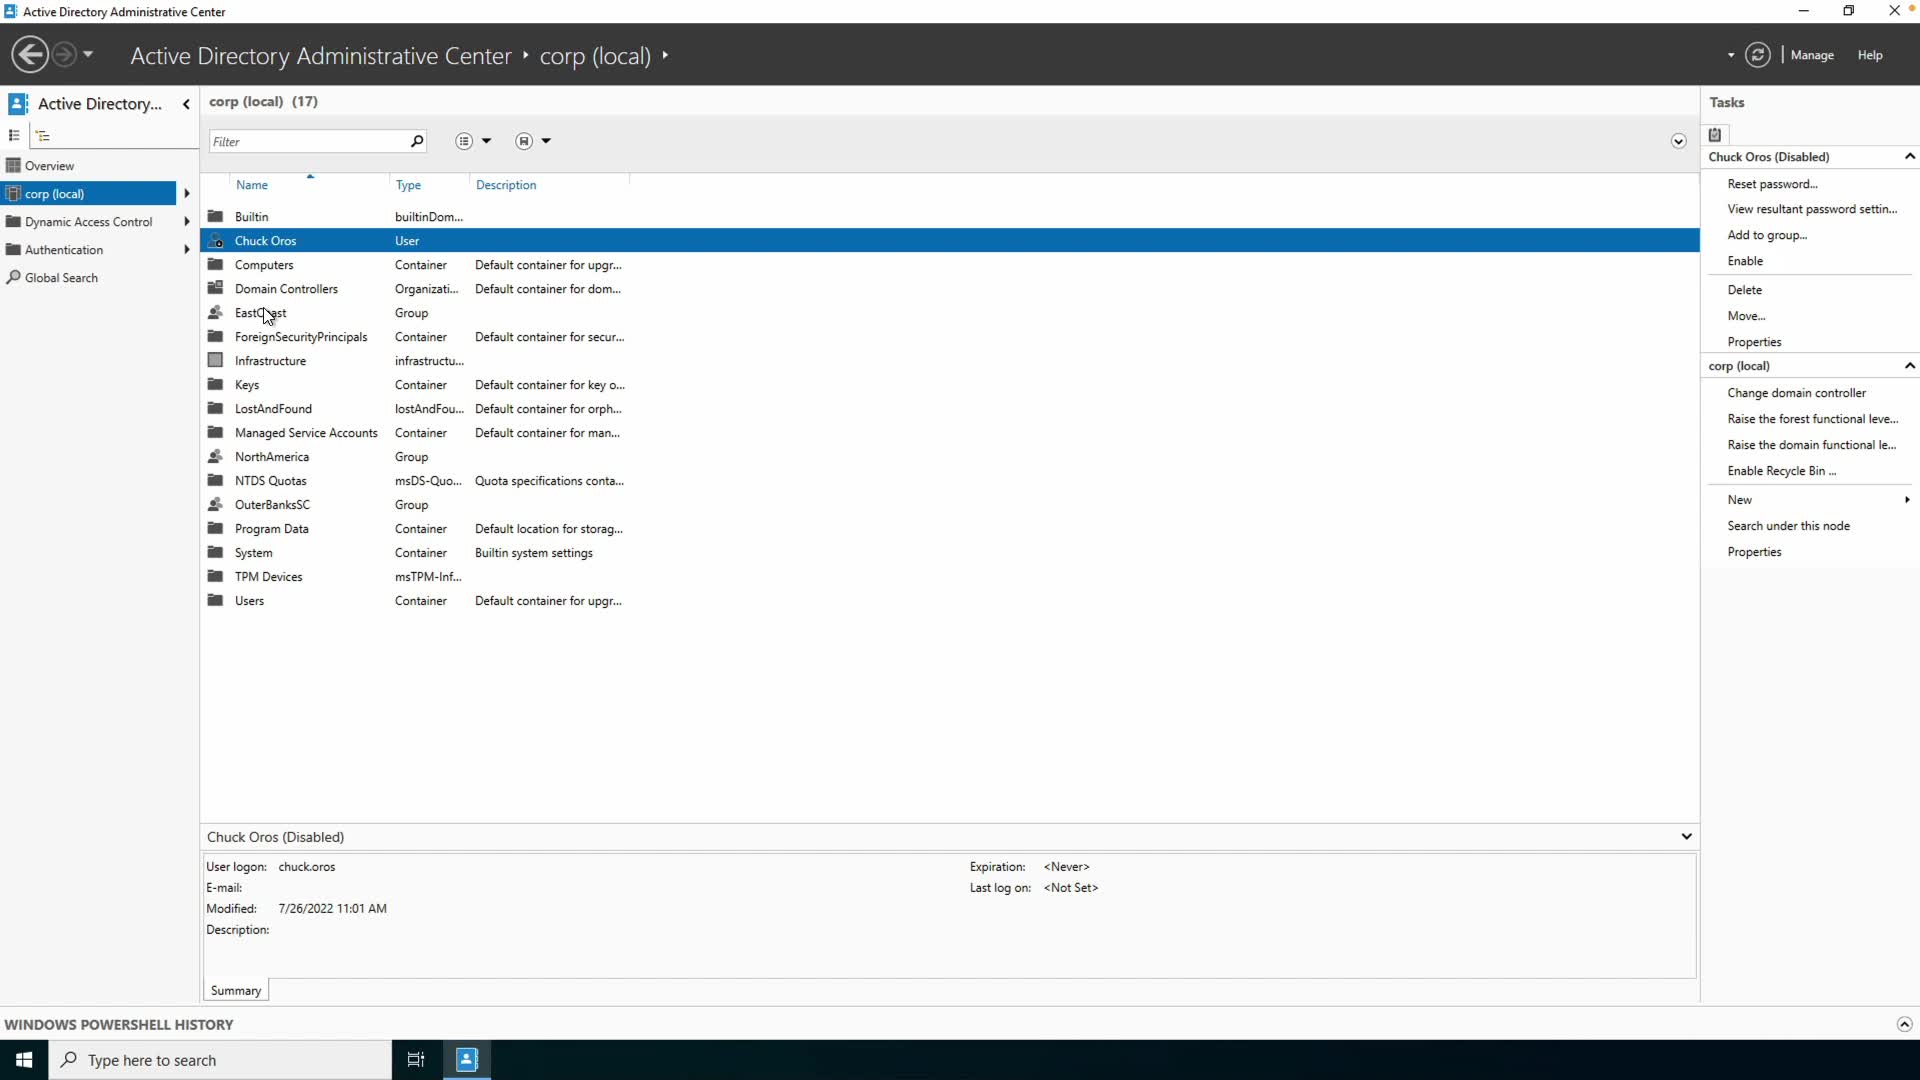 Active Directory Administrative Center
Active Directory Administrative Center corp (local)
Manage Help
Active Directory...
Overview
corp (local)
Dynamic Access Control
Authentication
Global Search
corp (local) (17)
Filter
Name Type Description
Builtin builtinDom...
Chuck Oros User
Computers Container Default container for upgr...
Domain Controllers Organizati... Default container for dom...
EastCoast Group
ForeignSecurityPrincipals Container Default container for secur...
Infrastructure infrastructu...
Keys Container Default container for key o...
LostAndFound lostAndFou... Default container for orph...
Managed Service Accounts Container Default container for man...
NorthAmerica Group
NTDS Quotas msDS-Quo... Quota specifications conta...
OuterBanksSC Group
Program Data Container Default location for storag...
System Container Builtin system settings
TPM Devices msTPM-Inf...
Users Container Default container for upgr...
Chuck Oros (Disabled)
User logon: chuck.oros
E-mail:
Modified: 7/26/2022 11:01 AM
Description:
Expiration: <Never>
Last log on: <Not Set>
Summary
Tasks
Chuck Oros (Disabled)
Reset password...
View resultant password settin...
Add to group...
Enable
Delete
Move...
Properties
corp (local)
Change domain controller
Raise the forest functional leve...
Raise the domain functional le...
Enable Recycle Bin ...
New
Search under this node
Properties
WINDOWS POWERSHELL HISTORY
Type here to search